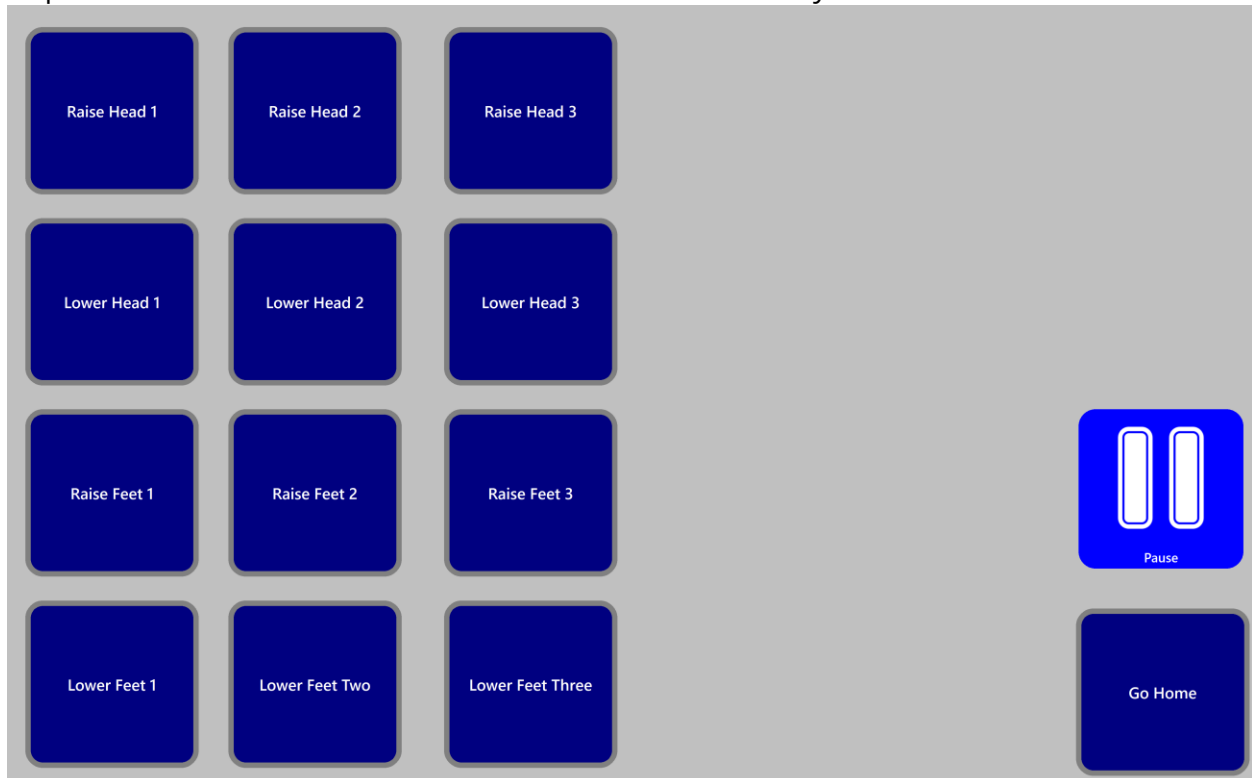 Raise Head 1
Raise Head 2
Raise Head 3
Lower Head 1
Lower Head 2
Lower Head 3
Raise Feet 1
Raise Feet 2
Raise Feet 3
Pause
Lower Feet 1
Lower Feet Two
Lower Feet Three
Go Home